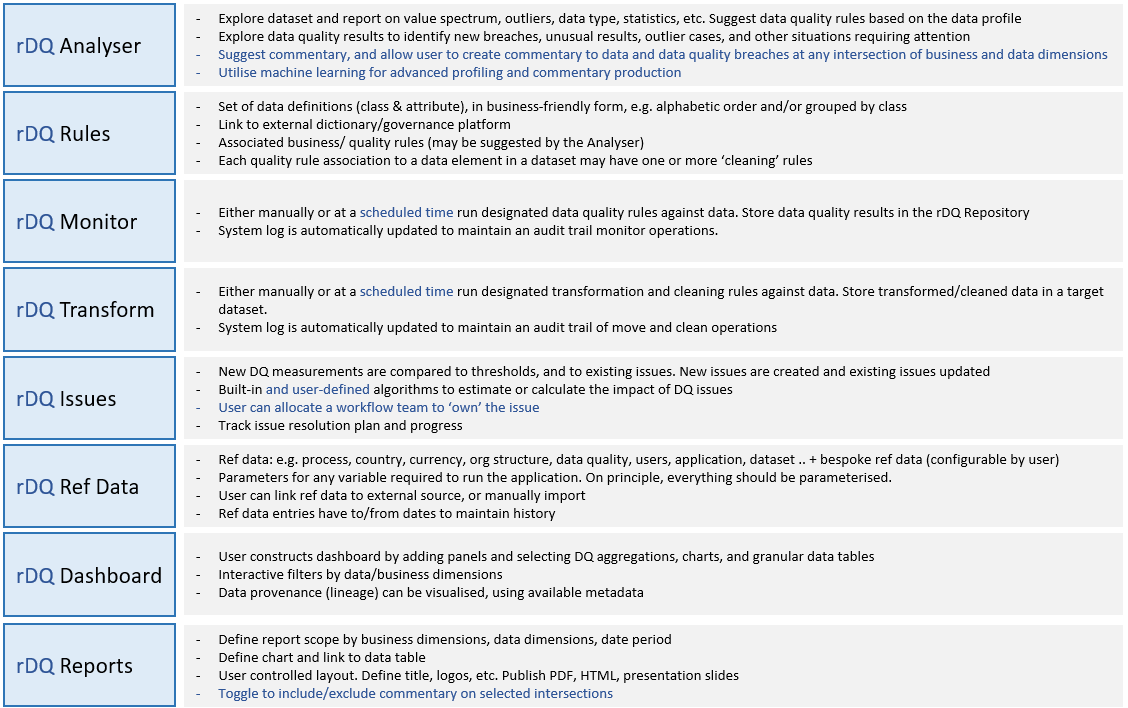 rDQ Analyser
- Explore dataset and report on value spectrum, outliers, data type, statistics, etc. Suggest data quality rules based on the data profile
- Explore data quality results to identify new breaches, unusual results, outlier cases, and other situations requiring attention
- Suggest commentary, and allow user to create commentary to data and data quality breaches at any intersection of business and data dimensions
- Utilise machine learning for advanced profiling and commentary production
rDQ Rules
- Set of data definitions (class & attribute), in business-friendly form, e.g. alphabetic order and/or grouped by class
- Link to external dictionary/governance platform
- Associated business/ quality rules (may be suggested by the Analyser)
- Each quality rule association to a data element in a dataset may have one or more ‘cleaning’ rules
rDQ Monitor
- Either manually or at a scheduled time run designated data quality rules against data. Store data quality results in the rDQ Repository
- System log is automatically updated to maintain an audit trail monitor operations.
rDQ Transform
- Either manually or at a scheduled time run designated transformation and cleaning rules against data. Store transformed/cleaned data in a target
dataset.
- System log is automatically updated to maintain an audit trail of move and clean operations
rDQ Issues
- New DQ measurements are compared to thresholds, and to existing issues. New issues are created and existing issues updated
- Built-in and user-defined algorithms to estimate or calculate the impact of DQ issues
- User can allocate a workflow team to ‘own’ the issue
- Track issue resolution plan and progress
rDQ Ref Data
- Ref data: e.g. process, country, currency, org structure, data quality, users, application, dataset .. + bespoke ref data (configurable by user)
- Parameters for any variable required to run the application. On principle, everything should be parameterised.
- User can link ref data to external source, or manually import
- Ref data entries have to/from dates to maintain history
rDQ Dashboard
- User constructs dashboard by adding panels and selecting DQ aggregations, charts, and granular data tables
- Interactive filters by data/business dimensions
- Data provenance (lineage) can be visualised, using available metadata
rDQ Reports
- Define report scope by business dimensions, data dimensions, date period
- Define chart and link to data table
- User controlled layout. Define title, logos, etc. Publish PDF, HTML, presentation slides
- Toggle to include/exclude commentary on selected intersections